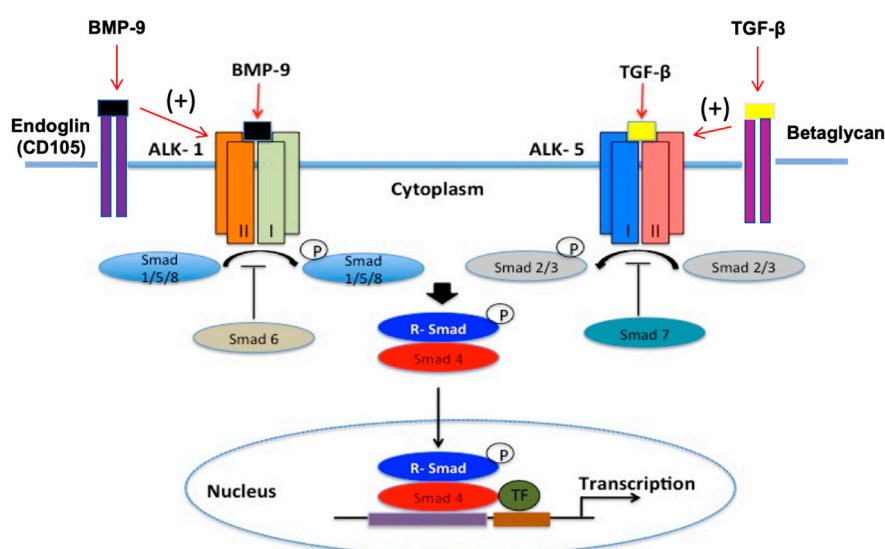 BMP-9
TGF-β
BMP-9
TGF-β
(+)
(+)
Endoglin
(CD105)
ALK- 1
ALK- 5
Betaglycan
Cytoplasm
II
I
I
II
P
P
Smad
1/5/8
Smad
1/5/8
Smad 2/3
Smad 2/3
P
R- Smad
Smad 4
Smad 6
Smad 7
P
R- Smad
Smad 4
TF
Nucleus
Transcription